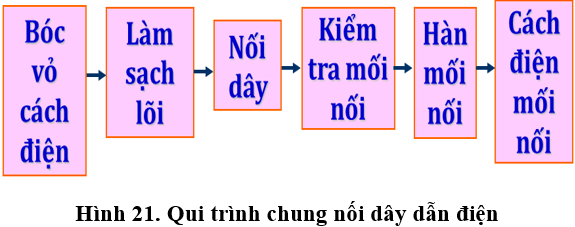 Bóc
vỏ
cách
điện
Làm
sạch
lõi
Nối
dây
Kiểm
tra mối
nối
Hàn
mối
nối
Cách
điện
mối
nối
Hình 21. Qui trình chung nối dây dẫn điện